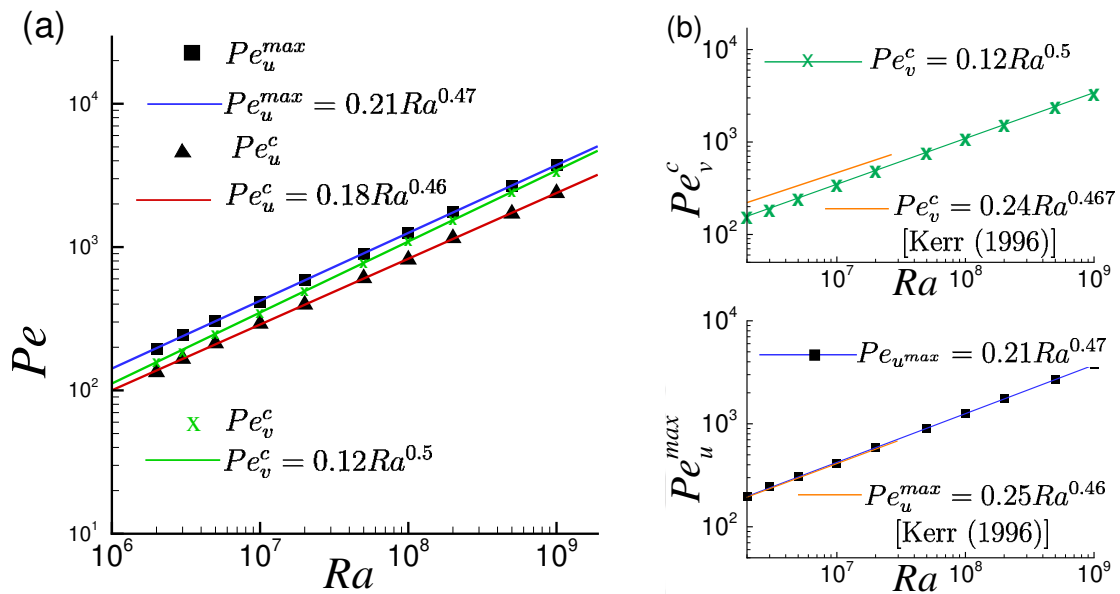 (a)
Pe_u^{max}
Pe_u^{max} = 0.21Ra^{0.47}
Pe_u^c
Pe_u^c = 0.18Ra^{0.46}
x Pe_v^c
Pe_v^c = 0.12Ra^{0.5}
Pe
10^4
10^3
10^2
10^1
10^6 10^7 10^8 10^9
Ra
(b)
x Pe_v^c = 0.12Ra^{0.5}
Pe_v^c = 0.24Ra^{0.467}
[Kerr (1996)]
Pe_v^c
10^4
10^3
10^2
10^7 10^8 10^9
Ra
Pe_{u^{max}} = 0.21Ra^{0.47}
Pe_u^{max} = 0.25Ra^{0.46}
[Kerr (1996)]
Pe_u^{max}
10^4
10^3
10^2
10^7 10^8 10^9
Ra